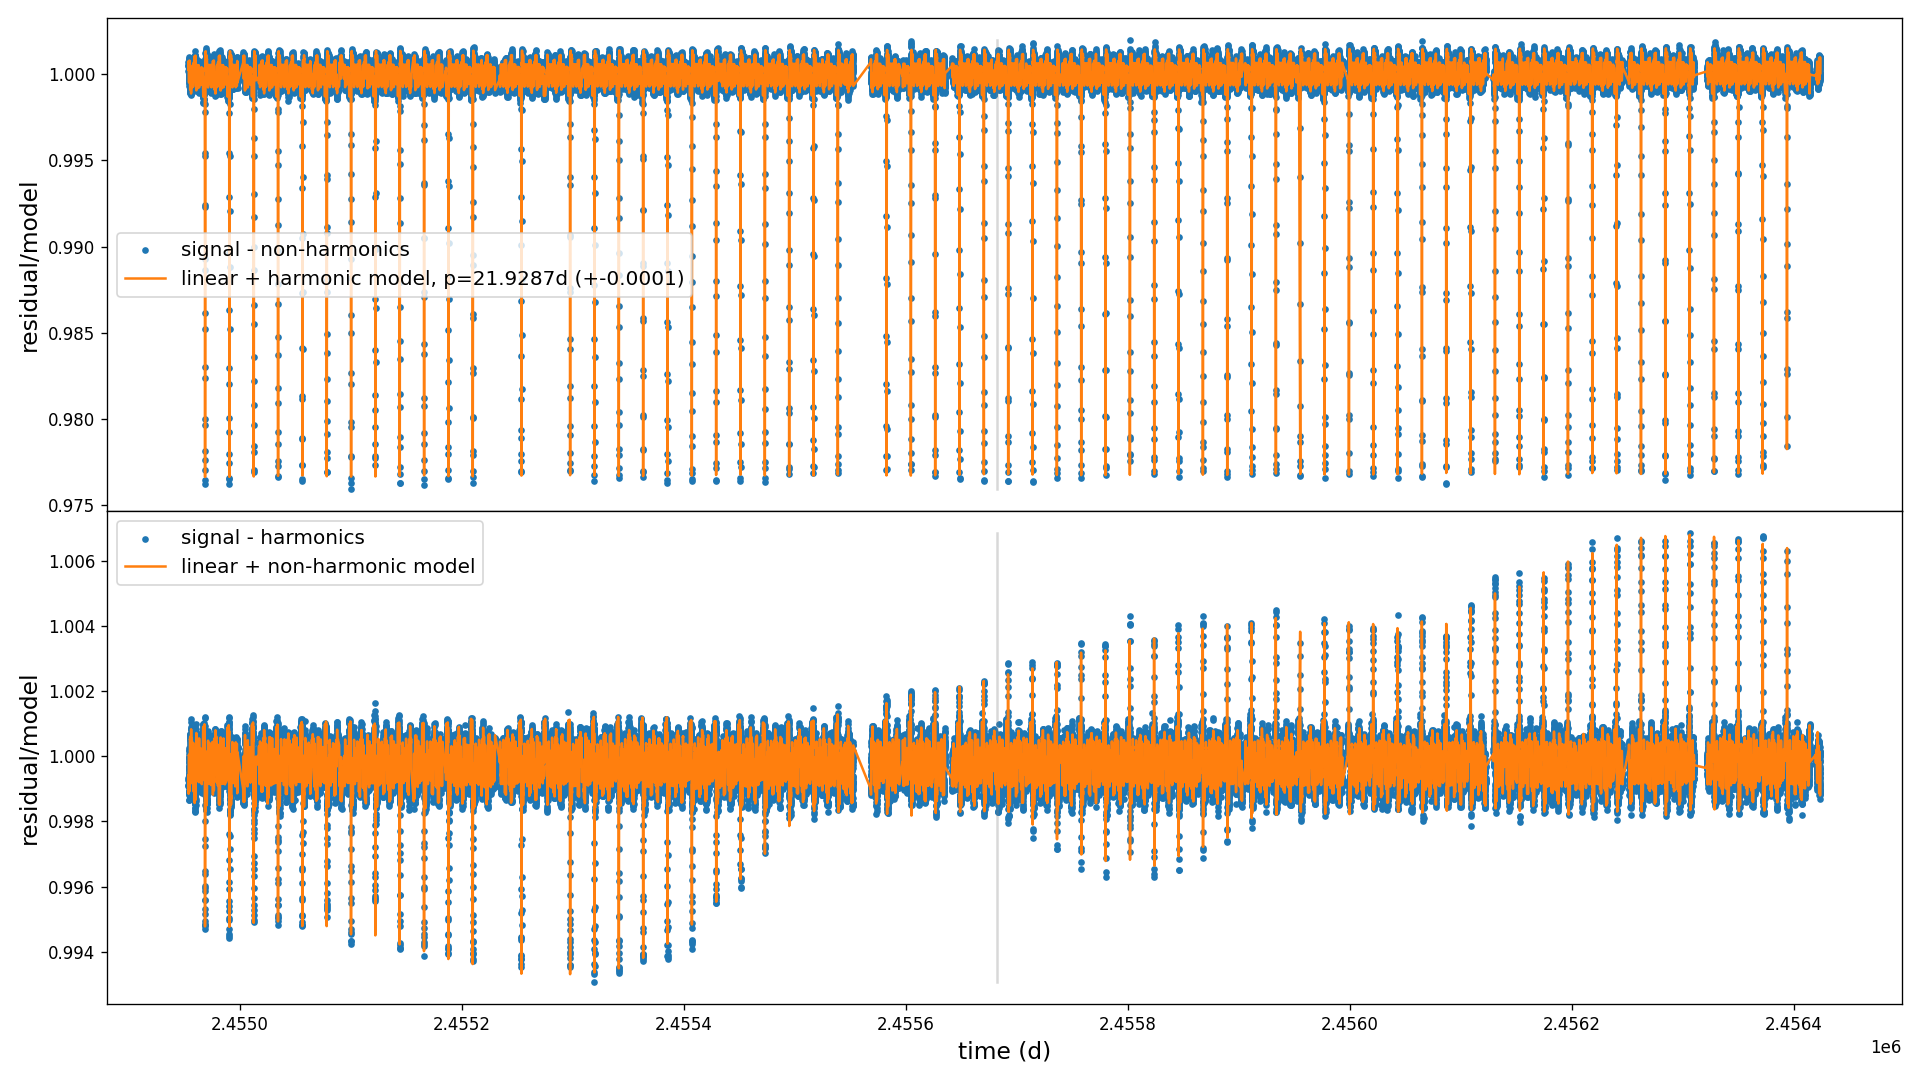 1.000
0.995
0.990
0.985
0.980
0.975
residual/model
signal - non-harmonics
linear + harmonic model, p=21.9287d (+-0.0001)
signal - harmonics
linear + non-harmonic model
1.006
1.004
1.002
1.000
0.998
0.996
0.994
residual/model
2.4550 2.4552 2.4554 2.4556 2.4558 2.4560 2.4562 2.4564
1e6
time (d)